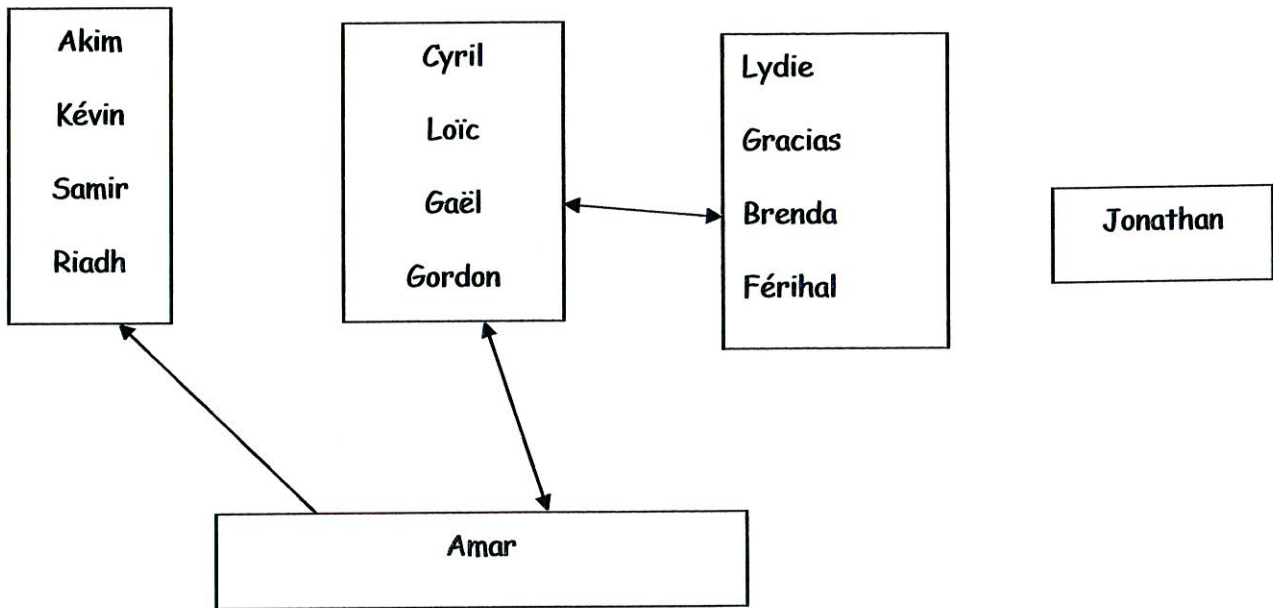 Akim
Kévin
Samir
Riadh
Cyril
Loïc
Gaël
Gordon
Lydie
Gracias
Brenda
Férihal
Jonathan
Amar